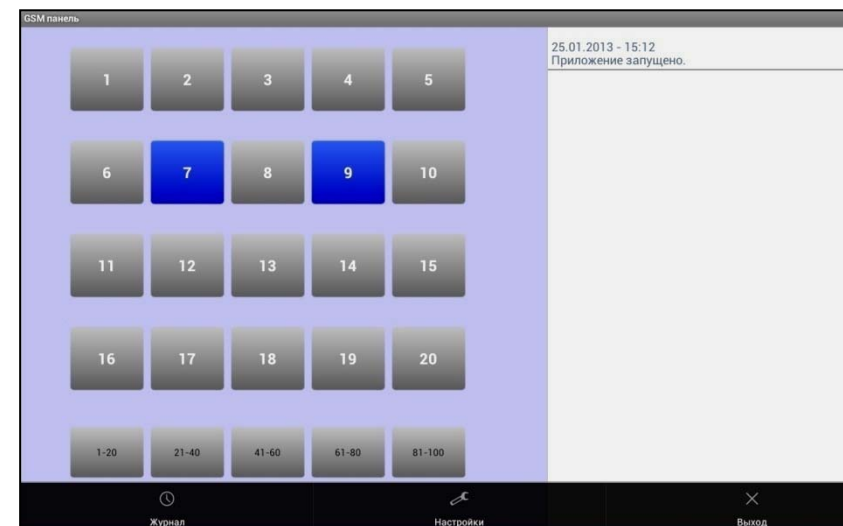 GSM панель
25.01.2013 - 15:12
Приложение запущено.
1 2 3 4 5
6 7 8 9 10
11 12 13 14 15
16 17 18 19 20
1-20 21-40 41-60 61-80 81-100
Журнал Настройки Выход